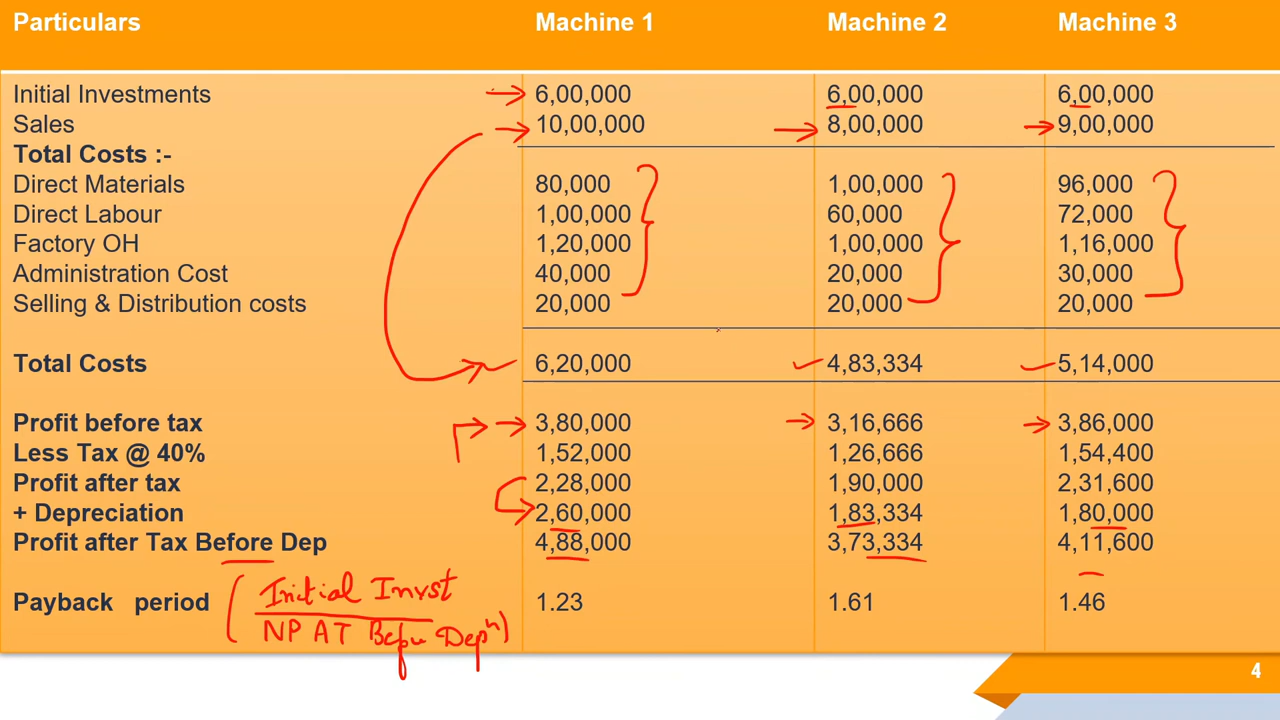 Particulars Machine 1 Machine 2 Machine 3
Initial Investments 6,00,000 6,00,000 6,00,000
Sales 10,00,000 8,00,000 9,00,000
Total Costs :-
Direct Materials 80,000 1,00,000 96,000
Direct Labour 1,00,000 60,000 72,000
Factory OH 1,20,000 1,00,000 1,16,000
Administration Cost 40,000 20,000 30,000
Selling & Distribution costs 20,000 20,000 20,000
Total Costs 6,20,000 4,83,334 5,14,000
Profit before tax 3,80,000 3,16,666 3,86,000
Less Tax @ 40% 1,52,000 1,26,666 1,54,400
Profit after tax 2,28,000 1,90,000 2,31,600
+ Depreciation 2,60,000 1,83,334 1,80,000
Profit after Tax Before Dep 4,88,000 3,73,334 4,11,600
Initial Invst
Payback period 1.23 1.61 1.46
NP AT Befu Depⁿ
4